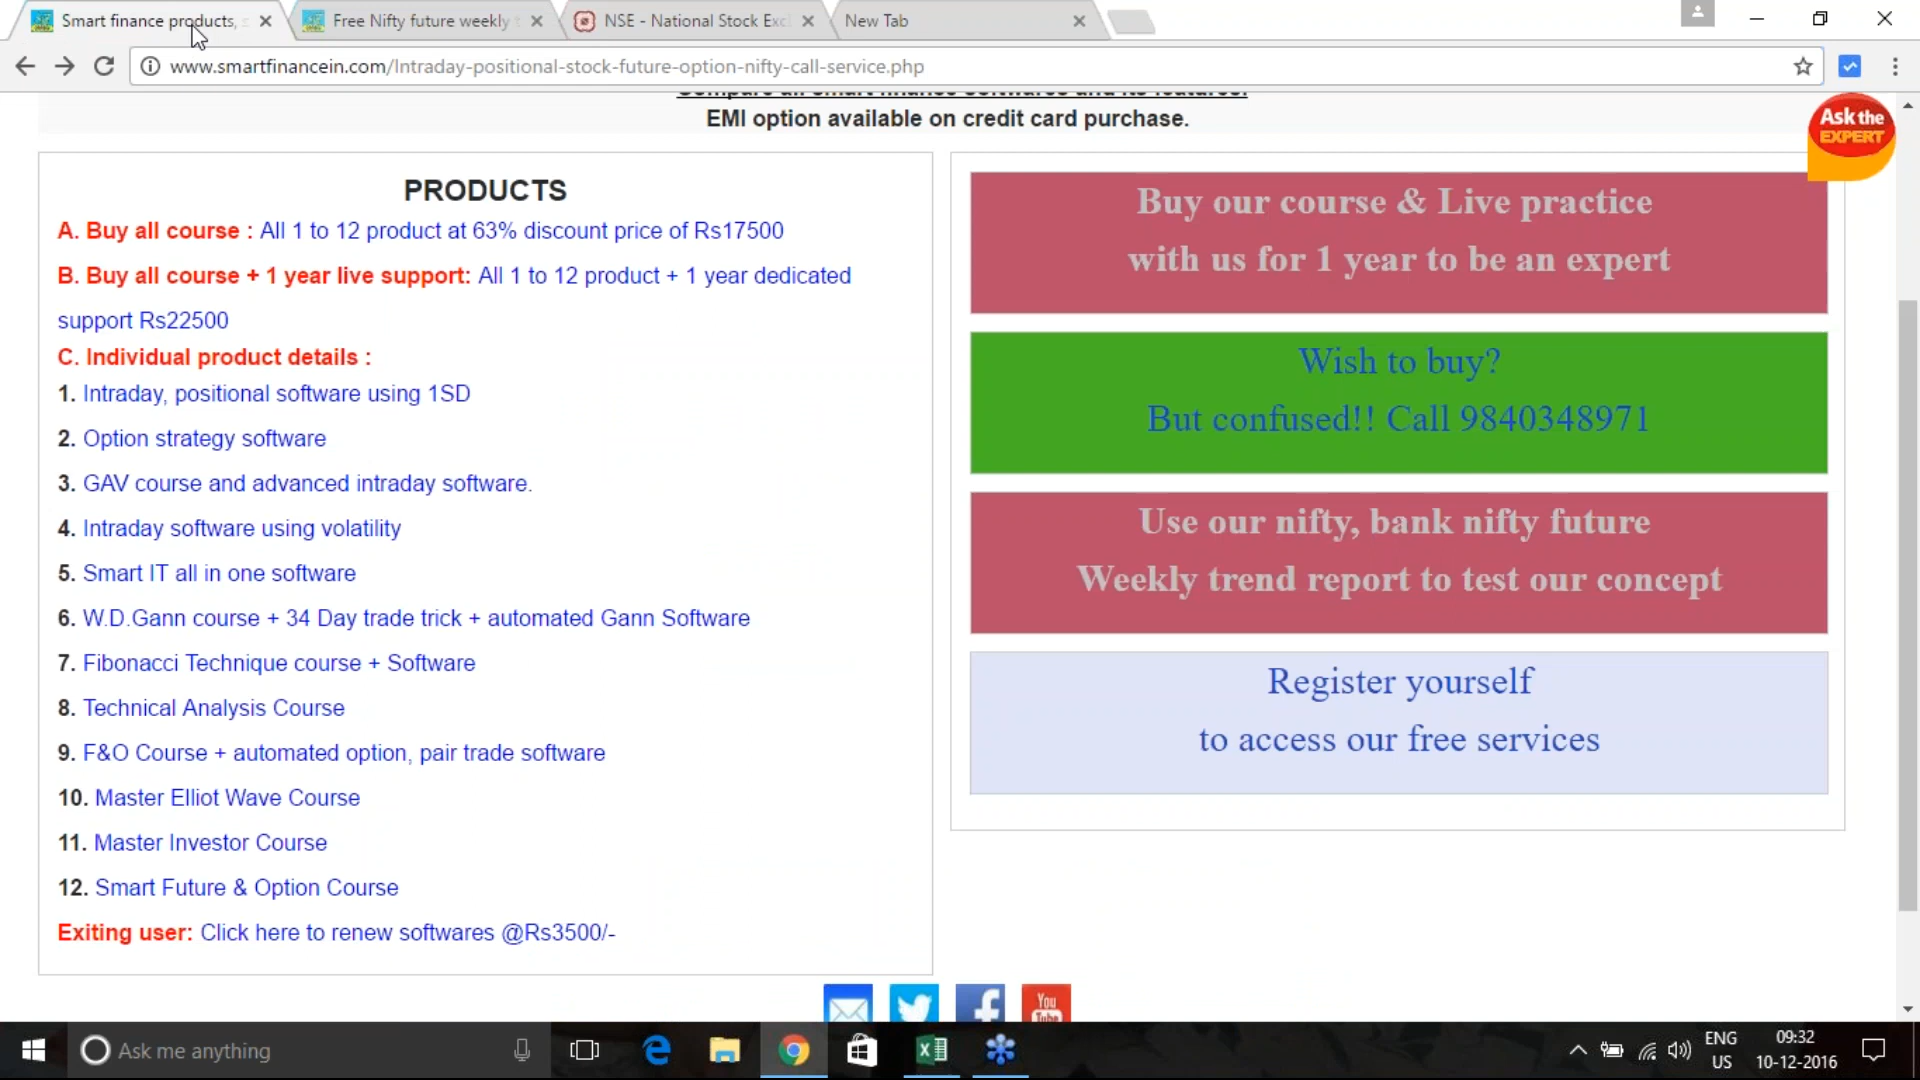 Smart finance products, s
Free Nifty future weekly t
NSE - National Stock Exc
New Tab
www.smartfinancein.com/Intraday-positional-stock-future-option-nifty-call-service.php
Compare all smart finance softwares and its features.
EMI option available on credit card purchase.
Ask the
EXPERT
PRODUCTS
A. Buy all course : All 1 to 12 product at 63% discount price of Rs17500
B. Buy all course + 1 year live support: All 1 to 12 product + 1 year dedicated
support Rs22500
C. Individual product details :
1. Intraday, positional software using 1SD
2. Option strategy software
3. GAV course and advanced intraday software.
4. Intraday software using volatility
5. Smart IT all in one software
6. W.D.Gann course + 34 Day trade trick + automated Gann Software
7. Fibonacci Technique course + Software
8. Technical Analysis Course
9. F&O Course + automated option, pair trade software
10. Master Elliot Wave Course
11. Master Investor Course
12. Smart Future & Option Course
Exiting user: Click here to renew softwares @Rs3500/-
Buy our course & Live practice
with us for 1 year to be an expert
Wish to buy?
But confused!! Call 9840348971
Use our nifty, bank nifty future
Weekly trend report to test our concept
Register yourself
to access our free services
You
Tube
Ask me anything
ENG
US
09:32
10-12-2016